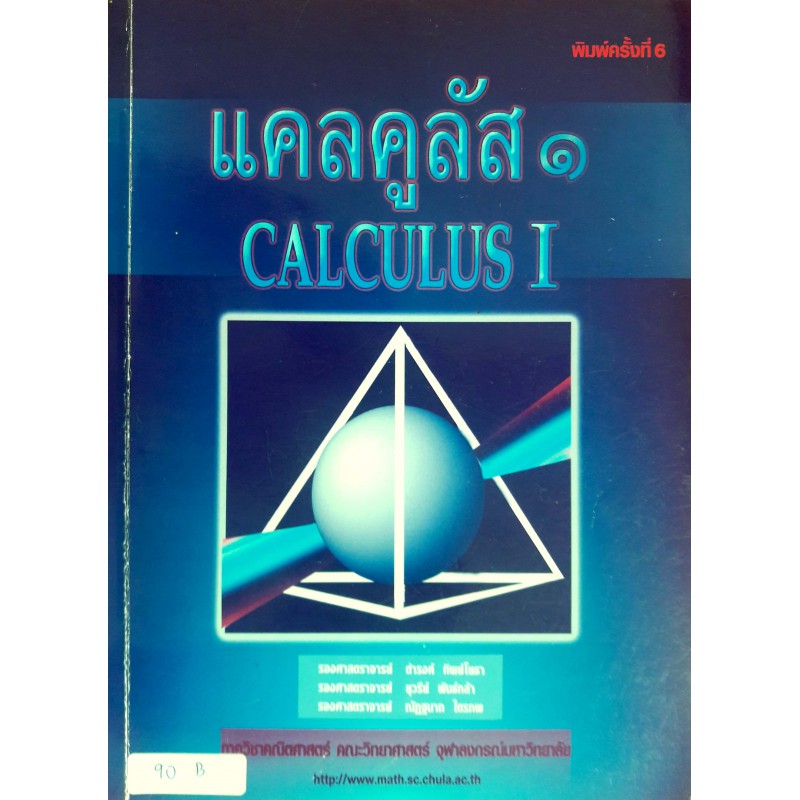 พิมพ์ครั้งที่ 6
แคลคูลัส ๑
CALCULUS I
รองศาสตราจารย์ ดำรงค์ ทิพย์โยธา
รองศาสตราจารย์ ยุวรีย์ พันธ์กล้า
รองศาสตราจารย์ ณัฏฐนาถ ไตรภพ
ภาควิชาคณิตศาสตร์ คณะวิทยาศาสตร์ จุฬาลงกรณ์มหาวิทยาลัย
90 B
http://www.math.sc.chula.ac.th